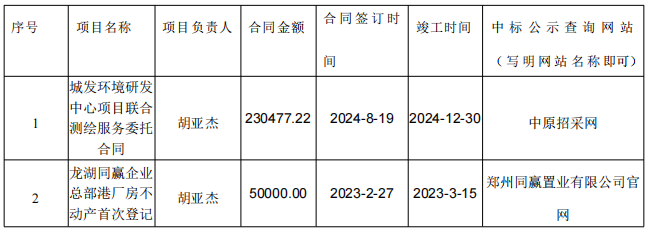 序号 项目名称 项目负责人 合同金额 合同签订时间 竣工时间 中标公示查询网站
（写明网站名称即可）
1 城发环境研发
中心项目联合
测绘服务委托
合同 胡亚杰 230477.22 2024-8-19 2024-12-30 中原招采网
2 龙湖同赢企业
总部港厂房不
动产首次登记 胡亚杰 50000.00 2023-2-27 2023-3-15 郑州同赢置业有限公司官
网